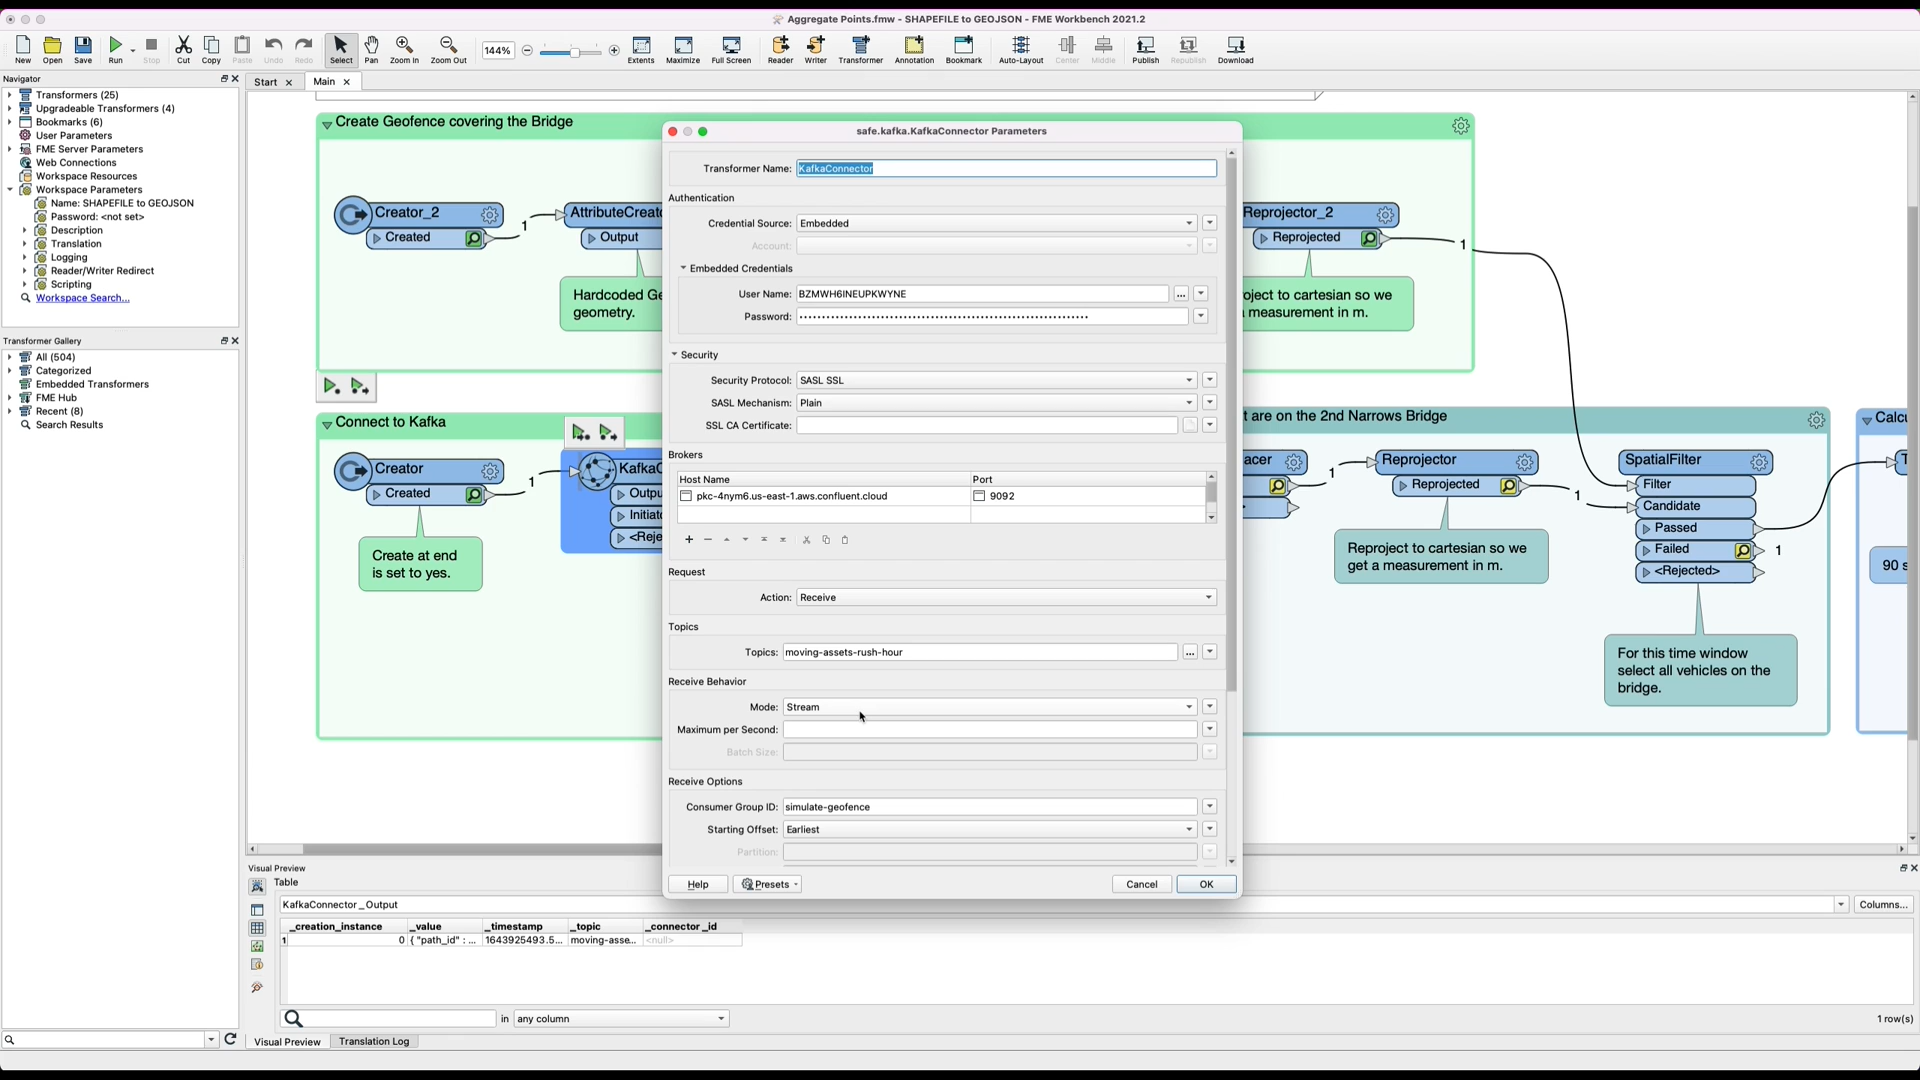 Aggregate Points.fmw - SHAPEFILE to GEOJSON - FME Workbench 2021.2
New Open Save Run Stop Cut Copy Paste Undo Redo Select Pan Zoom In Zoom Out 144% Extents Maximize Full Screen Reader Writer Transformer Annotation Bookmark Auto-Layout Center Middle Publish Republish Download
Navigator
Transformers (25)
Upgradeable Transformers (4)
Bookmarks (6)
User Parameters
FME Server Parameters
Web Connections
Workspace Resources
Workspace Parameters
Name: SHAPEFILE to GEOJSON
Password: <not set>
Description
Translation
Logging
Reader/Writer Redirect
Scripting
Workspace Search...
Transformer Gallery
All (504)
Categorized
Embedded Transformers
FME Hub
Recent (8)
Search Results
Start Main
Create Geofence covering the Bridge
Creator_2
Created
1
AttributeCreato
Output
Hardcoded Ge
geometry.
Reprojector_2
Reprojected
1
oject to cartesian so we
measurement in m.
Connect to Kafka
Creator
Created
1
KafkaC
Outpu
Initiato
<Reje
Create at end
is set to yes.
safe.kafka.KafkaConnector Parameters
Transformer Name: KafkaConnector
Authentication
Credential Source: Embedded
Account:
Embedded Credentials
User Name: BZMWH6INEUPKWYNE
Password:
Security
Security Protocol: SASL SSL
SASL Mechanism: Plain
SSL CA Certificate:
Brokers
Host Name Port
pkc-4nym6.us-east-1.aws.confluent.cloud 9092
Request
Action: Receive
Topics
Topics: moving-assets-rush-hour
Receive Behavior
Mode: Stream
Maximum per Second:
Batch Size:
Receive Options
Consumer Group ID: simulate-geofence
Starting Offset: Earliest
Partition:
Help Presets Cancel OK
t are on the 2nd Narrows Bridge
acer
1
Reprojector
Reprojected
1
Reproject to cartesian so we
get a measurement in m.
SpatialFilter
Filter
Candidate
Passed
Failed
1
<Rejected>
For this time window
select all vehicles on the
bridge.
Calcu
T
90 s
Visual Preview
Table
KafkaConnector_Output
Columns...
_creation_instance _value _timestamp _topic _connector_id
1 0 { "path_id" : ... 1643925493.5... moving-asse... <null>
in any column
1 row(s)
Visual Preview Translation Log